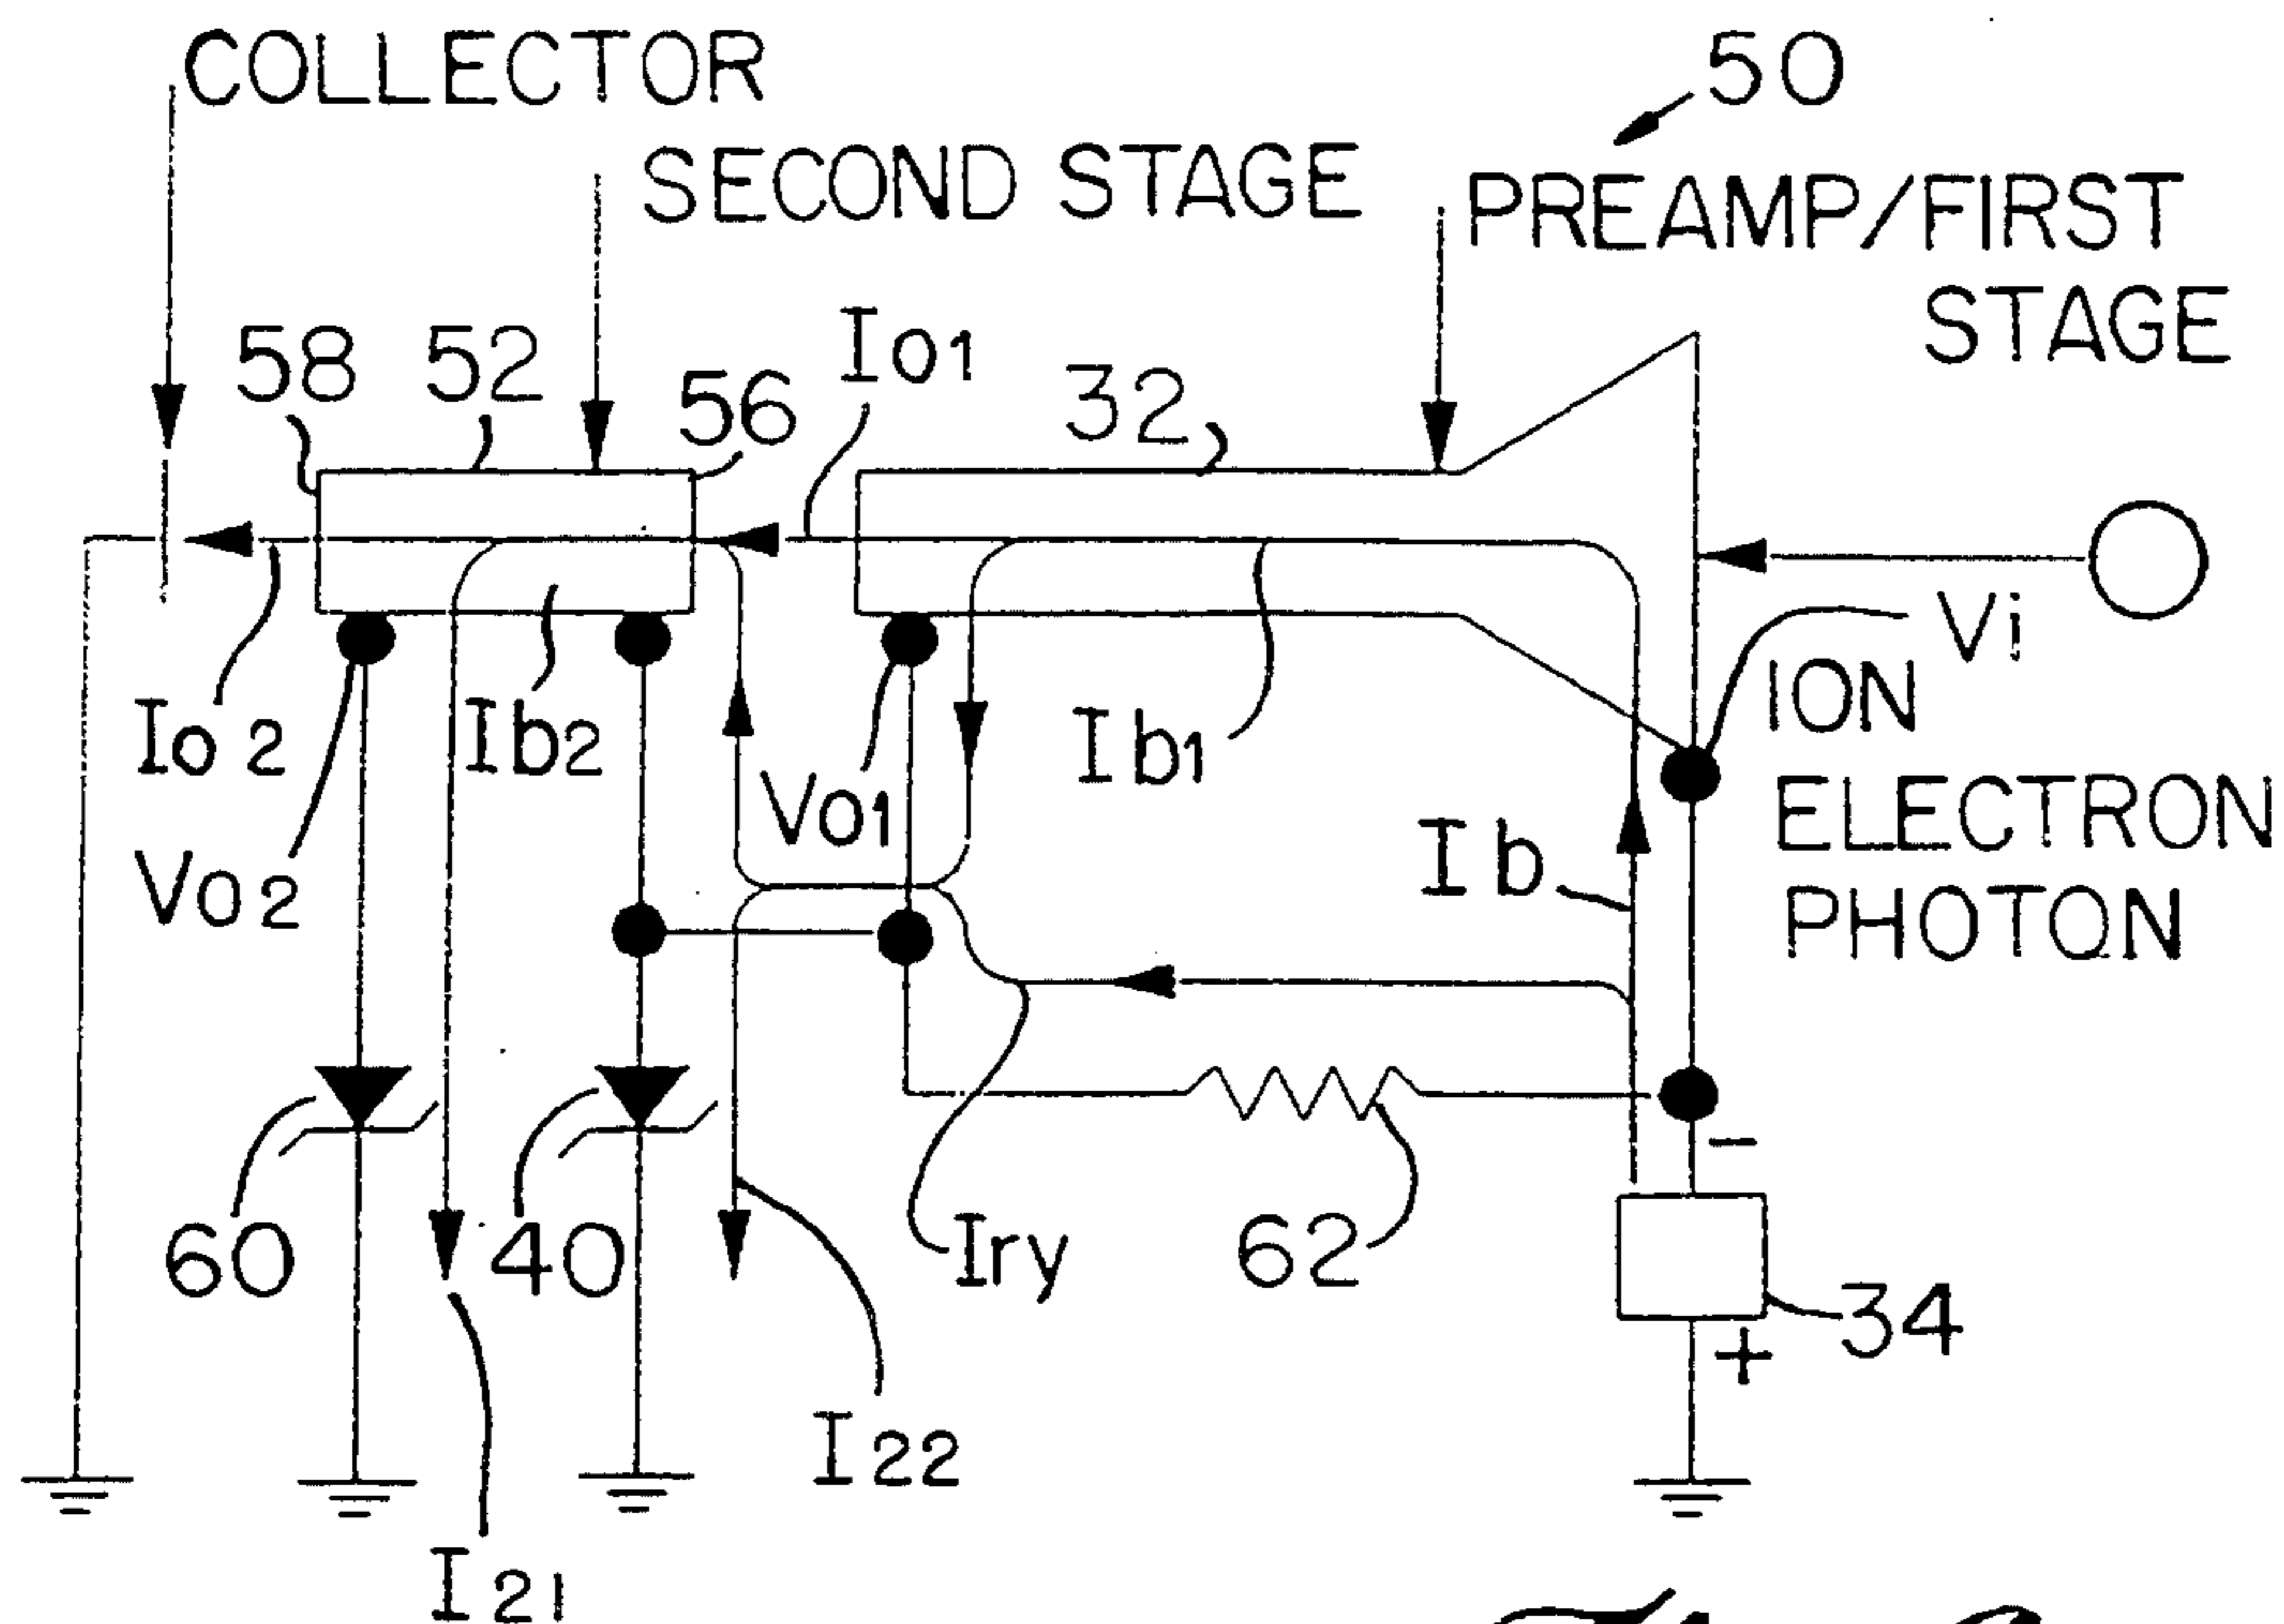 COLLECTOR
50
SECOND STAGE
PREAMP/FIRST
STAGE
58
52
56
Io1
32
Vi
ION
ELECTRON
PHOTON
Io2
Ib2
Vo1
Ib1
Vo2
Ib
60
40
Iry
62
34
-
+
I22
I21